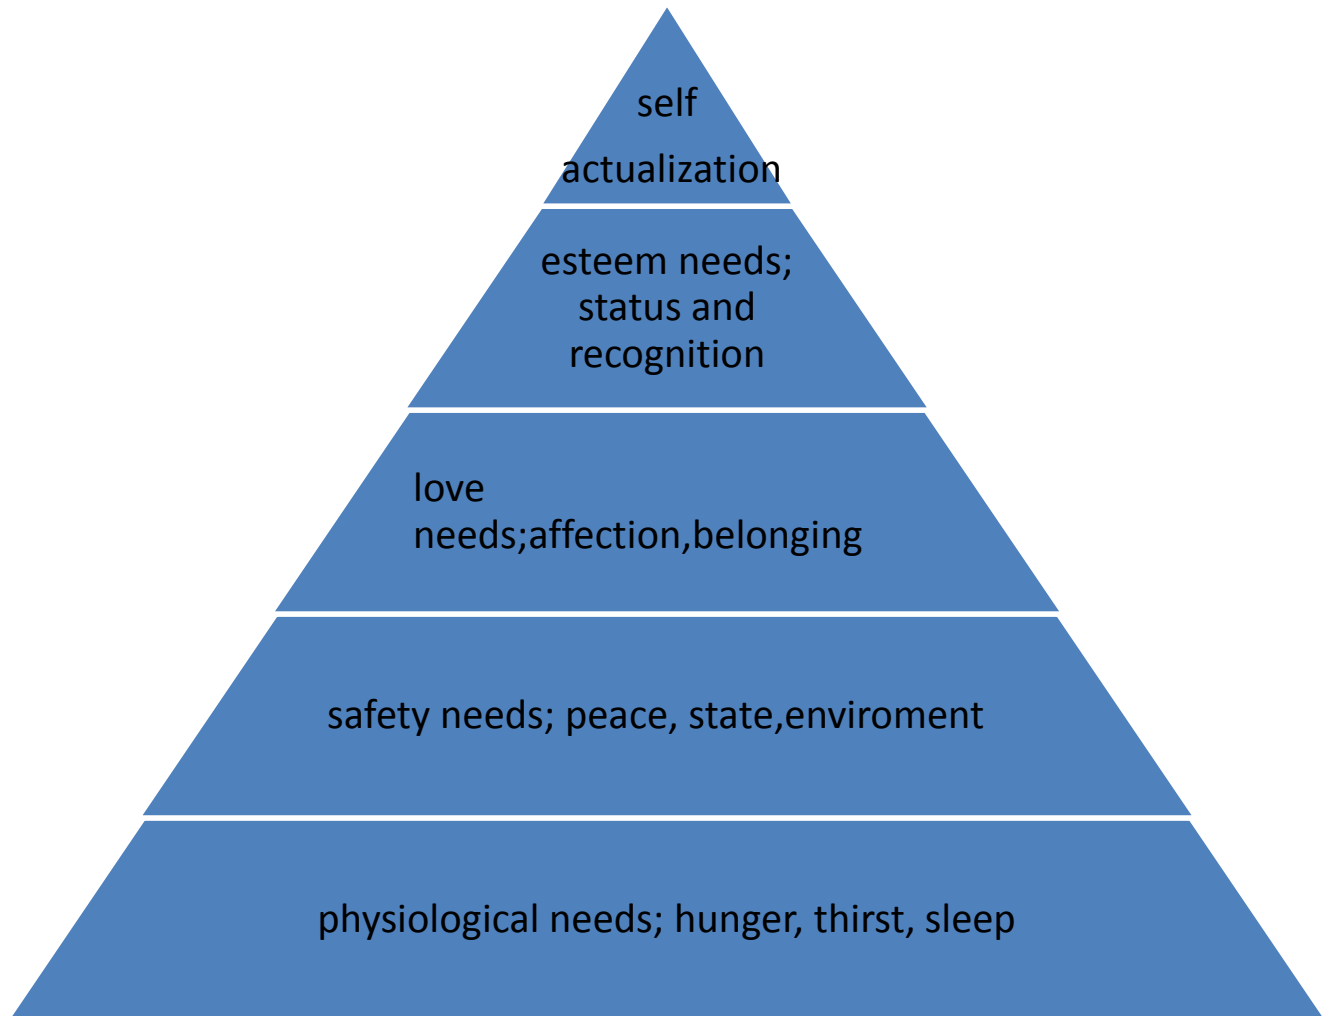 self
actualization
esteem needs;
status and
recognition
love
needs;affection,belonging
safety needs; peace, state,enviroment
physiological needs; hunger, thirst, sleep